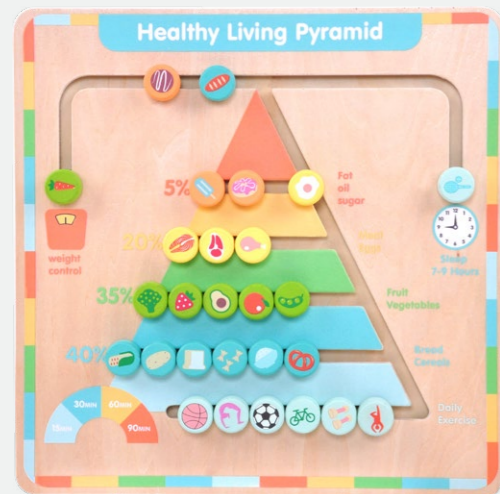 Healthy Living Pyramid
5%
Fat
oil
sugar
20%
Meat
Eggs
weight
control
Sleep
7-9 Hours
35%
Fruit
Vegetables
40%
Bread
Cereals
15MIN
30MIN
60MIN
90MIN
Daily
Exercise